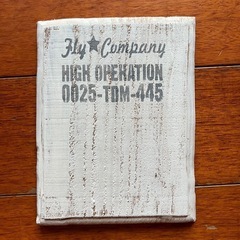 Fly★Company
HIGH OPERATION
0025-TDM-445